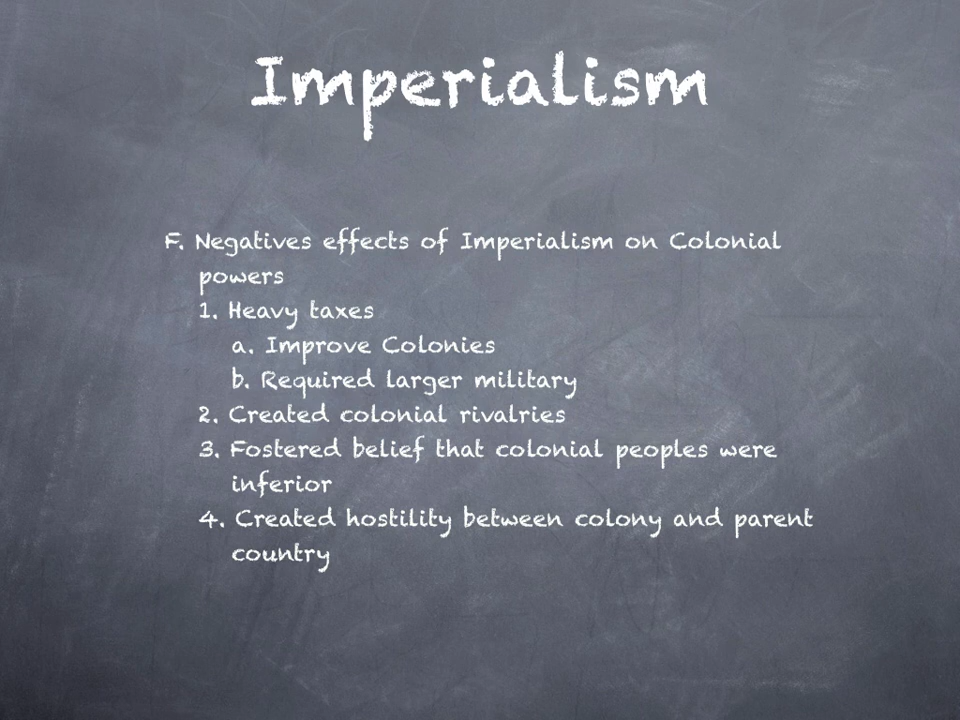 Imperialism
F. Negatives effects of Imperialism on Colonial
powers
1. Heavy taxes
a. Improve Colonies
b. Required larger military
2. Created colonial rivalries
3. Fostered belief that colonial peoples were
inferior
4. Created hostility between colony and parent
country